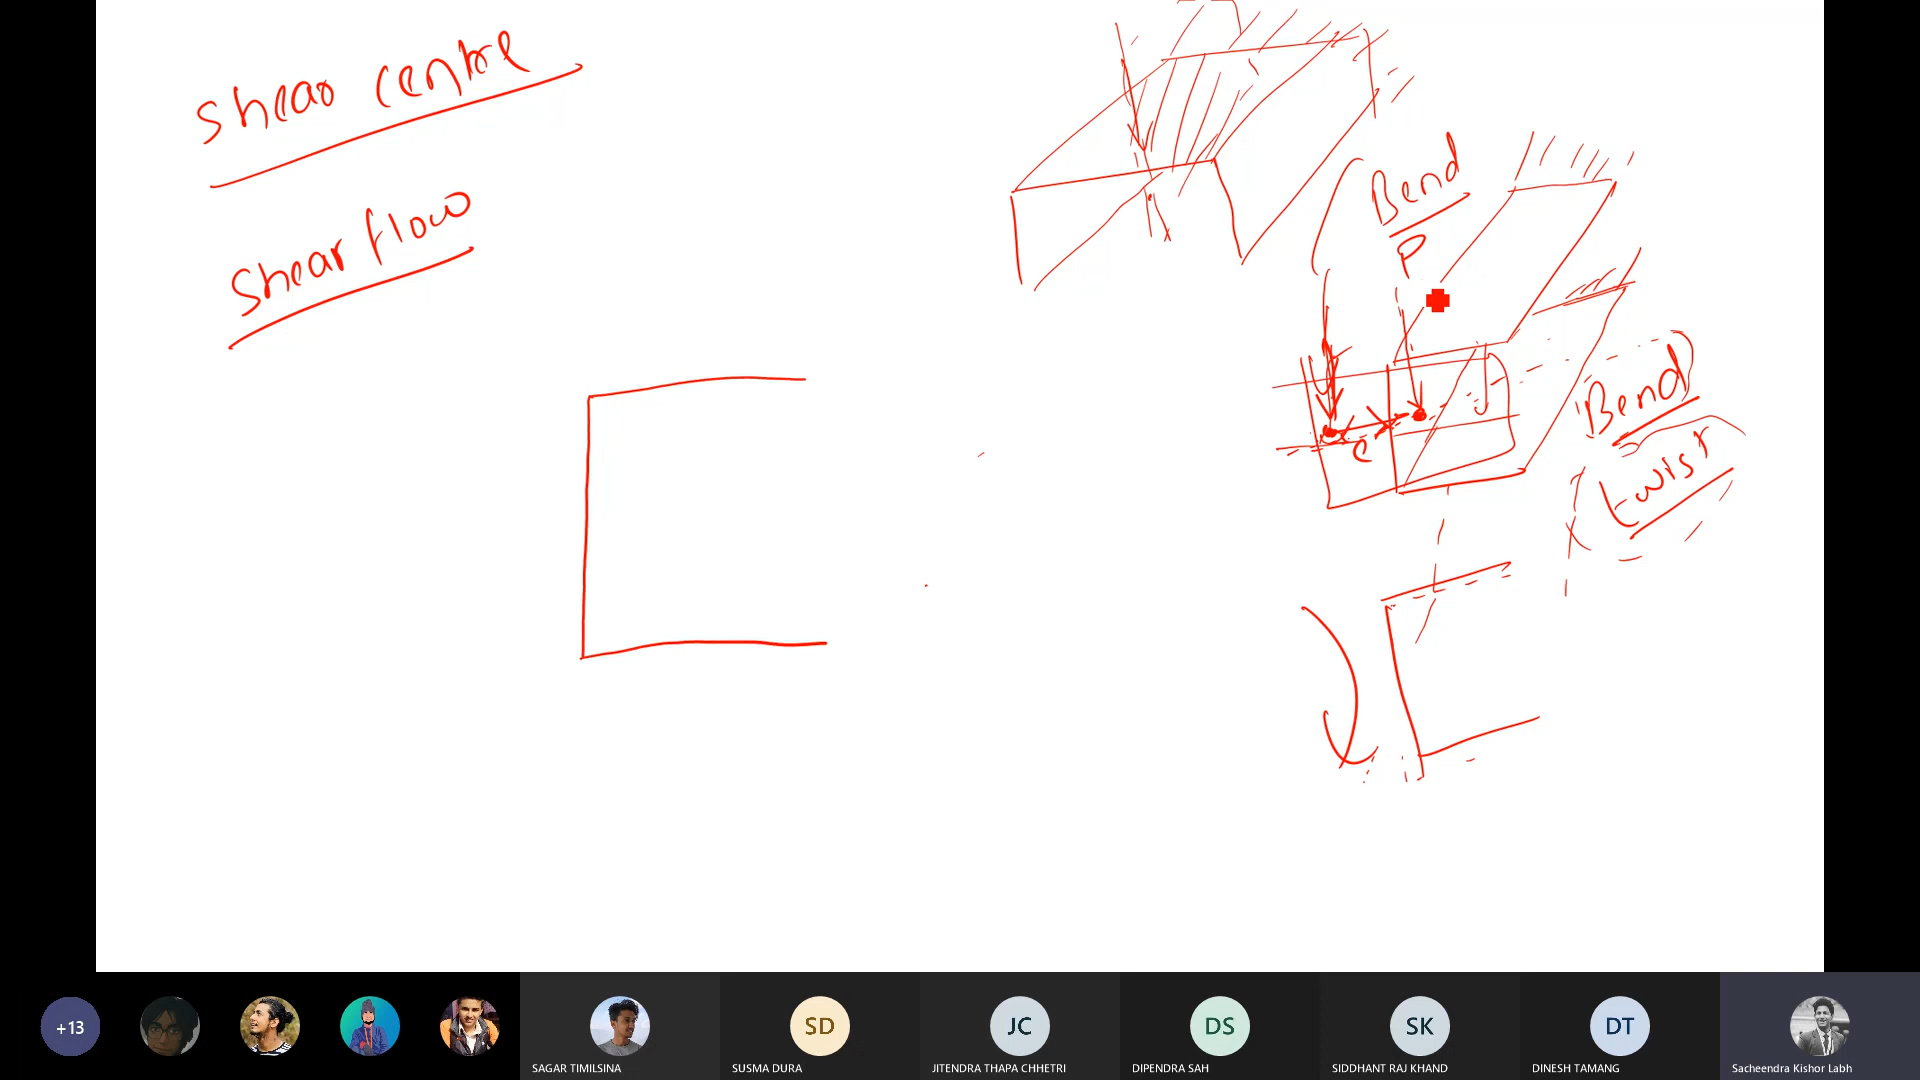 Shear centre
Shear flow
Bend
P
e
Bend
twist
+13
SD
JC
DS
SK
DT
SAGAR TIMILSINA
SUSMA DURA
JITENDRA THAPA CHHETRI
DIPENDRA SAH
SIDDHANT RAJ KHAND
DINESH TAMANG
Sacheendra Kishor Labh